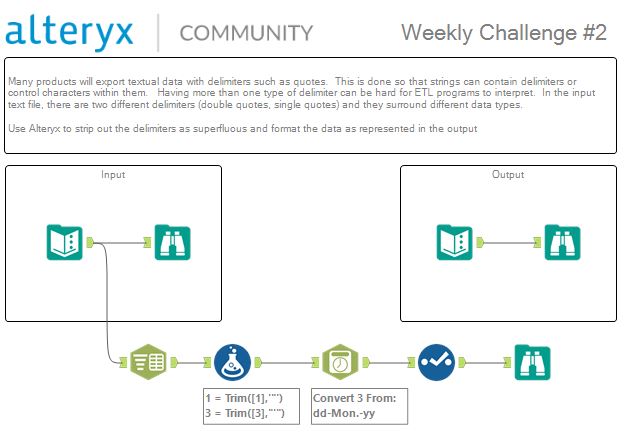 alteryx COMMUNITY Weekly Challenge #2
Many products will export textual data with delimiters such as quotes.  This is done so that strings can contain delimiters or
control characters within them.   Having more than one type of delimiter can be hard for ETL programs to interpret.  In the input
text file, there are two different delimiters (double quotes, single quotes) and they surround different data types.
Use Alteryx to strip out the delimiters as superfluous and format the data as represented in the output
Input
Output
1 = Trim([1],'"')
3 = Trim([3],"'")
Convert 3 From:
dd-Mon.-yy